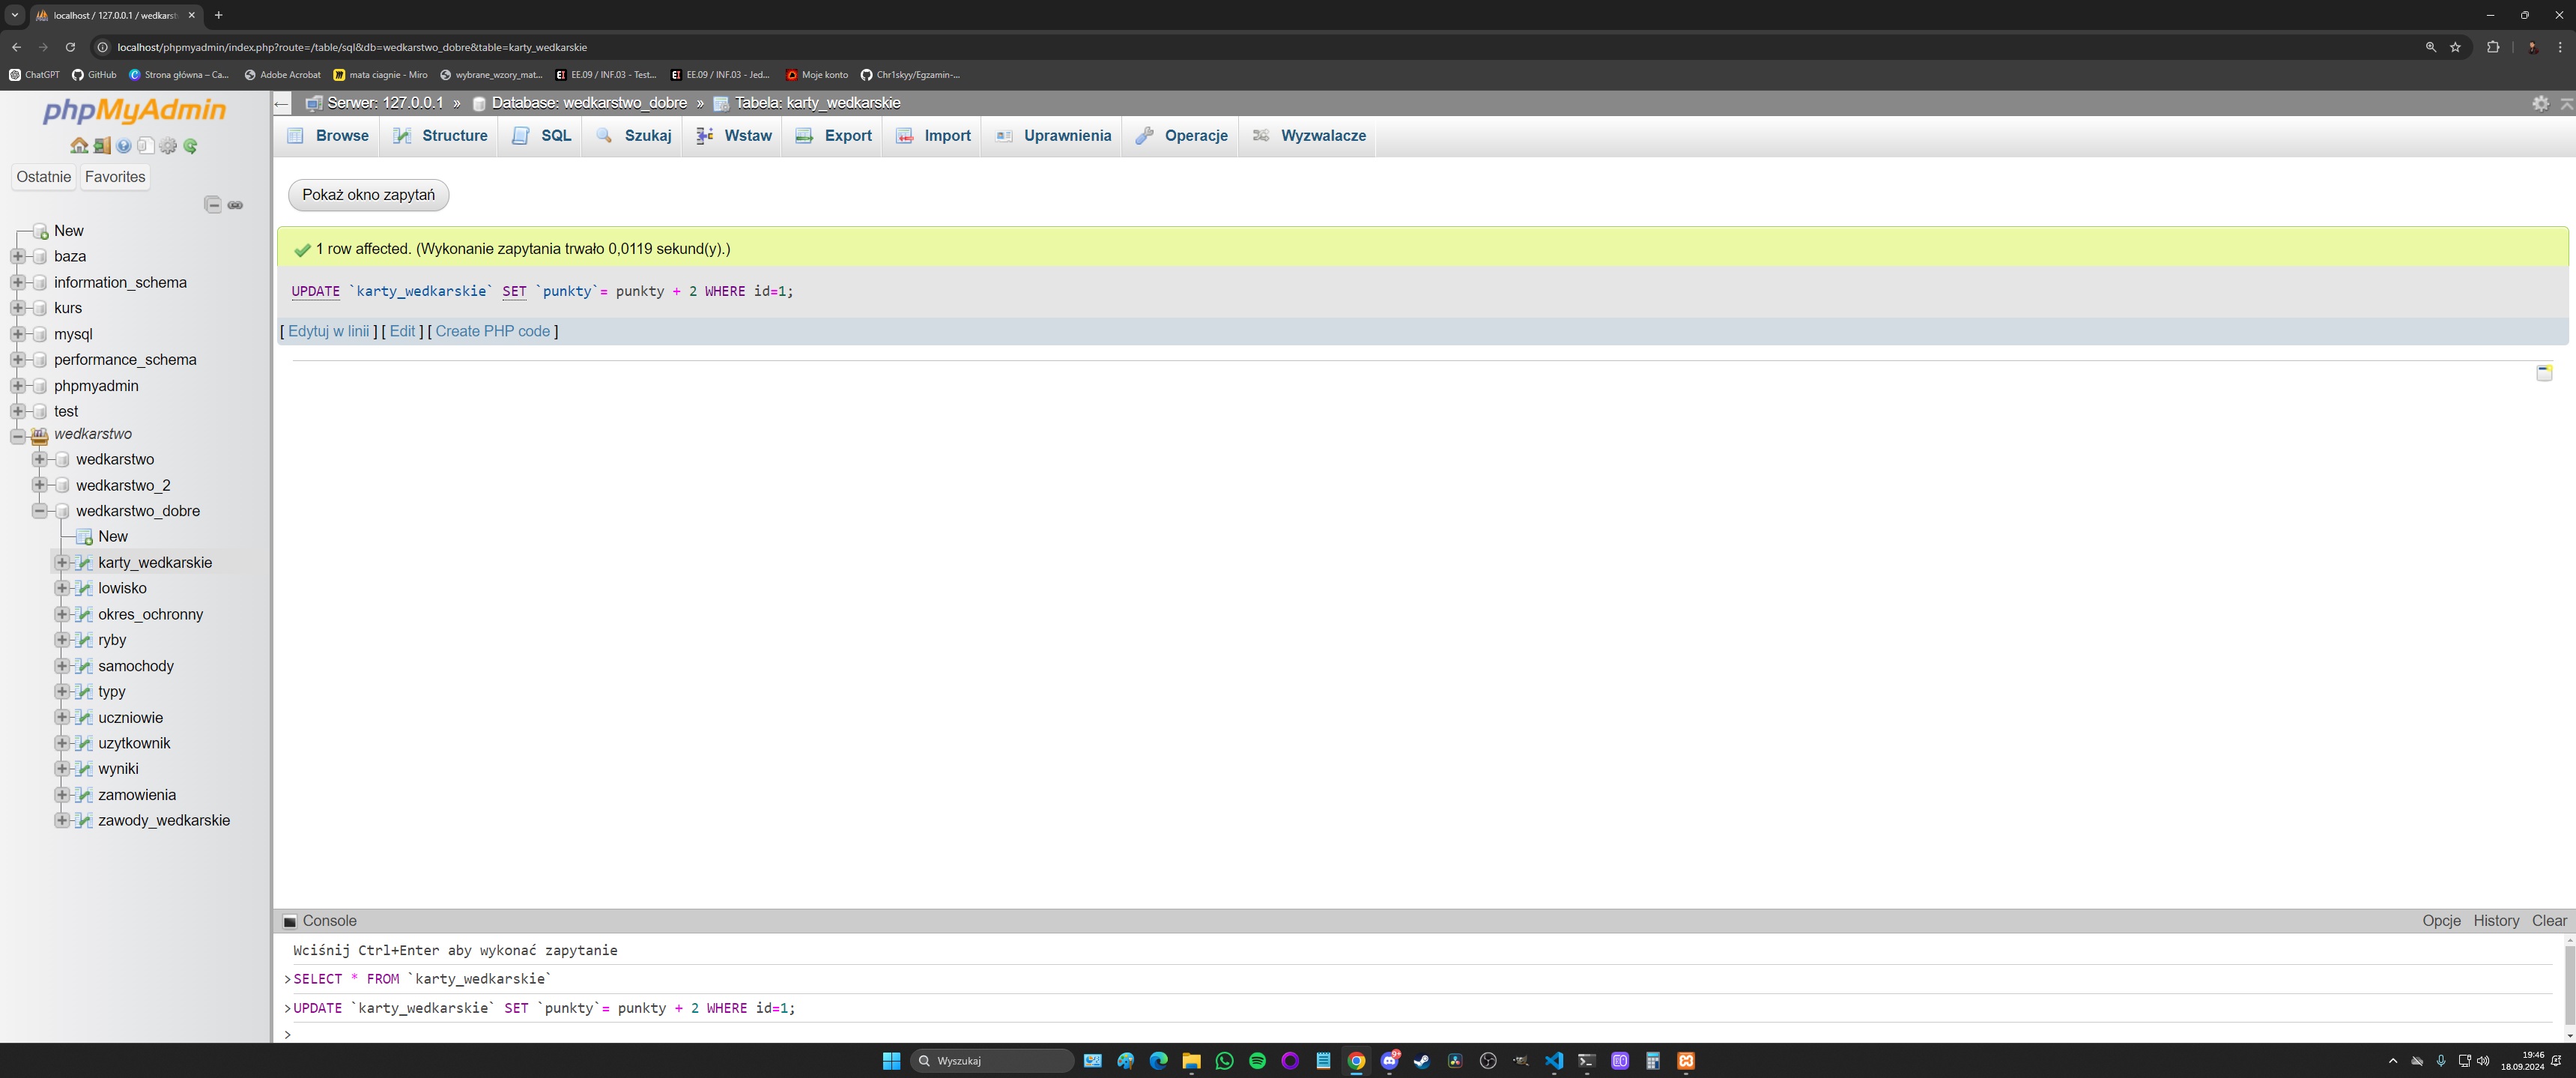 localhost / 127.0.0.1 / wedkarst
localhost/phpmyadmin/index.php?route=/table/sql&db=wedkarstwo_dobre&table=karty_wedkarskie
ChatGPT GitHub Strona główna – Ca... Adobe Acrobat mata ciagnie - Miro wybrane_wzory_mat... EE.09 / INF.03 - Test... EE.09 / INF.03 - Jed... Moje konto Chr1skyy/Egzamin-...
phpMyAdmin
Ostatnie Favorites
New
baza
information_schema
kurs
mysql
performance_schema
phpmyadmin
test
wedkarstwo
wedkarstwo
wedkarstwo_2
wedkarstwo_dobre
New
karty_wedkarskie
lowisko
okres_ochronny
ryby
samochody
typy
uczniowie
uzytkownik
wyniki
zamowienia
zawody_wedkarskie
Serwer: 127.0.0.1 » Database: wedkarstwo_dobre » Tabela: karty_wedkarskie
Browse Structure SQL Szukaj Wstaw Export Import Uprawnienia Operacje Wyzwalacze
Pokaż okno zapytań
1 row affected. (Wykonanie zapytania trwało 0,0119 sekund(y).)
UPDATE `karty_wedkarskie` SET `punkty`= punkty + 2 WHERE id=1;
[ Edytuj w linii ] [ Edit ] [ Create PHP code ]
Console Opcje History Clear
Wciśnij Ctrl+Enter aby wykonać zapytanie
>SELECT * FROM `karty_wedkarskie`
>UPDATE `karty_wedkarskie` SET `punkty`= punkty + 2 WHERE id=1;
>
Wyszukaj
9+
19:46
18.09.2024